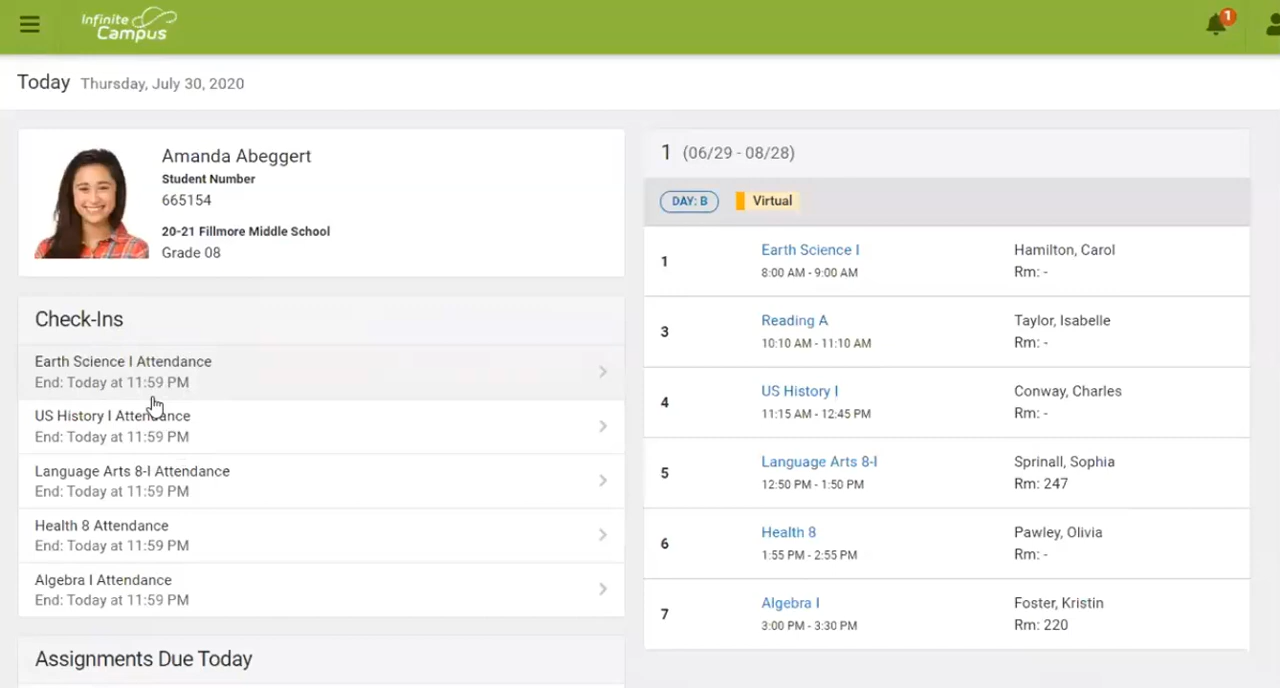 Infinite
Campus
1
Today Thursday, July 30, 2020
Amanda Abeggert
Student Number
665154
20-21 Fillmore Middle School
Grade 08
Check-Ins
Earth Science I Attendance
End: Today at 11:59 PM
US History I Attendance
End: Today at 11:59 PM
Language Arts 8-I Attendance
End: Today at 11:59 PM
Health 8 Attendance
End: Today at 11:59 PM
Algebra I Attendance
End: Today at 11:59 PM
Assignments Due Today
1 (06/29 - 08/28)
DAY: B Virtual
1 Earth Science I Hamilton, Carol
8:00 AM - 9:00 AM Rm: -
3 Reading A Taylor, Isabelle
10:10 AM - 11:10 AM Rm: -
4 US History I Conway, Charles
11:15 AM - 12:45 PM Rm: -
5 Language Arts 8-I Sprinall, Sophia
12:50 PM - 1:50 PM Rm: 247
6 Health 8 Pawley, Olivia
1:55 PM - 2:55 PM Rm: -
7 Algebra I Foster, Kristin
3:00 PM - 3:30 PM Rm: 220